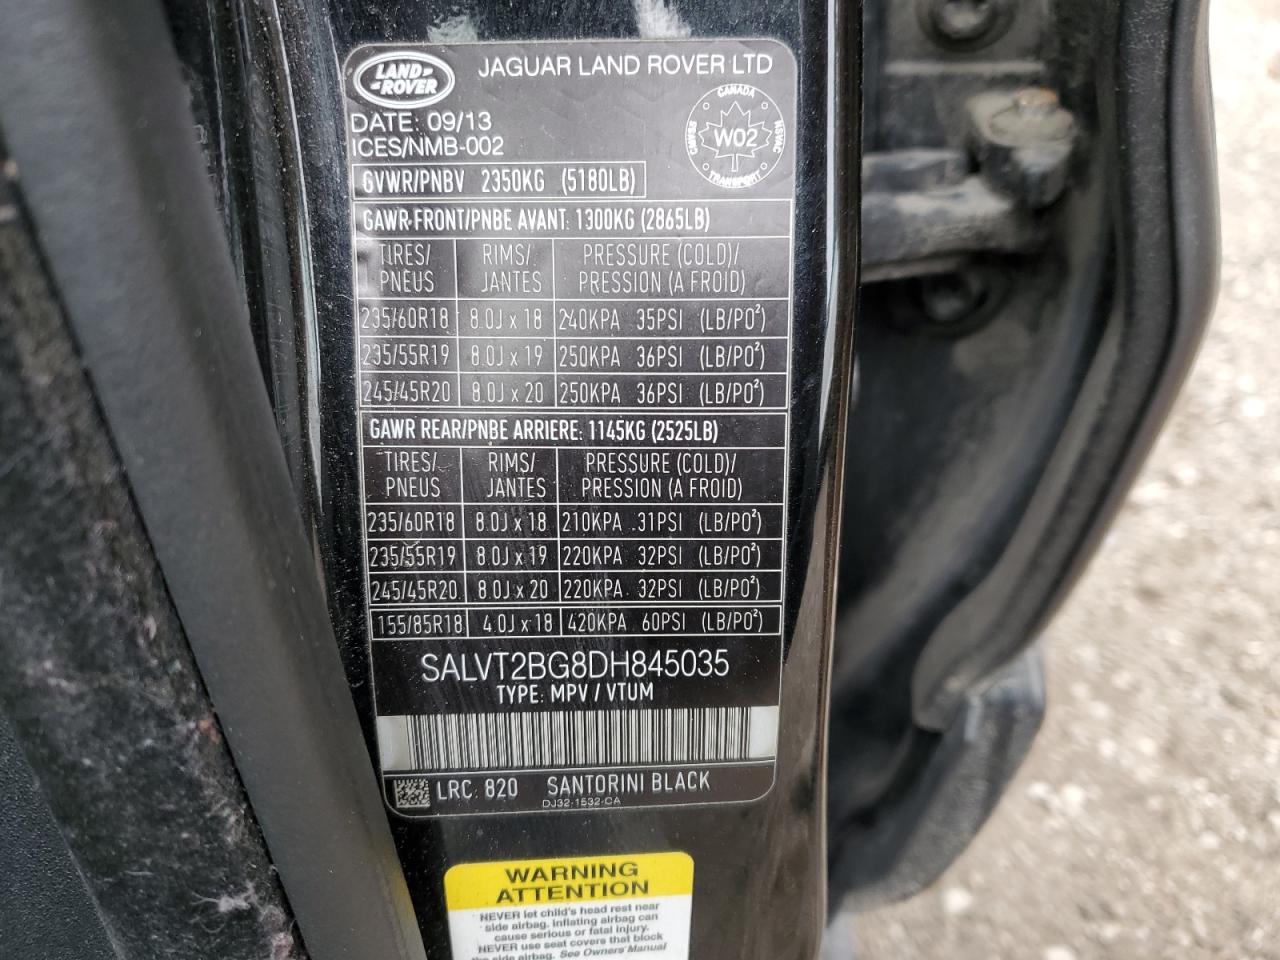 LAND-
-ROVER
JAGUAR LAND ROVER LTD
DATE: 09/13
ICES/NMB-002
CANADA
CMVSS
W02
NSVAC
TRANSPORT
GVWR/PNBV 2350KG (5180LB)
GAWR-FRONT/PNBE AVANT: 1300KG (2865LB)
TIRES/ RIMS/ PRESSURE (COLD)/
PNEUS JANTES PRESSION (A FROID)
235/60R18 8.0J x 18 240KPA 35PSI (LB/PO²)
235/55R19 8.0J x 19 250KPA 36PSI (LB/PO²)
245/45R20 8.0J x 20 250KPA 36PSI (LB/PO²)
GAWR REAR/PNBE ARRIERE: 1145KG (2525LB)
TIRES/ RIMS/ PRESSURE (COLD)/
PNEUS JANTES PRESSION (A FROID)
235/60R18 8.0J x 18 210KPA 31PSI (LB/PO²)
235/55R19 8.0J x 19 220KPA 32PSI (LB/PO²)
245/45R20 8.0J x 20 220KPA 32PSI (LB/PO²)
155/85R18 4.0J x 18 420KPA 60PSI (LB/PO²)
SALVT2BG8DH845035
TYPE: MPV / VTUM
LRC 820 SANTORINI BLACK
DJ32-1532-CA
WARNING
ATTENTION
NEVER let child's head rest near
side airbag, inflating airbag can
cause serious or fatal injury.
NEVER use seat covers that block
the side airbag. See Owners' Manual